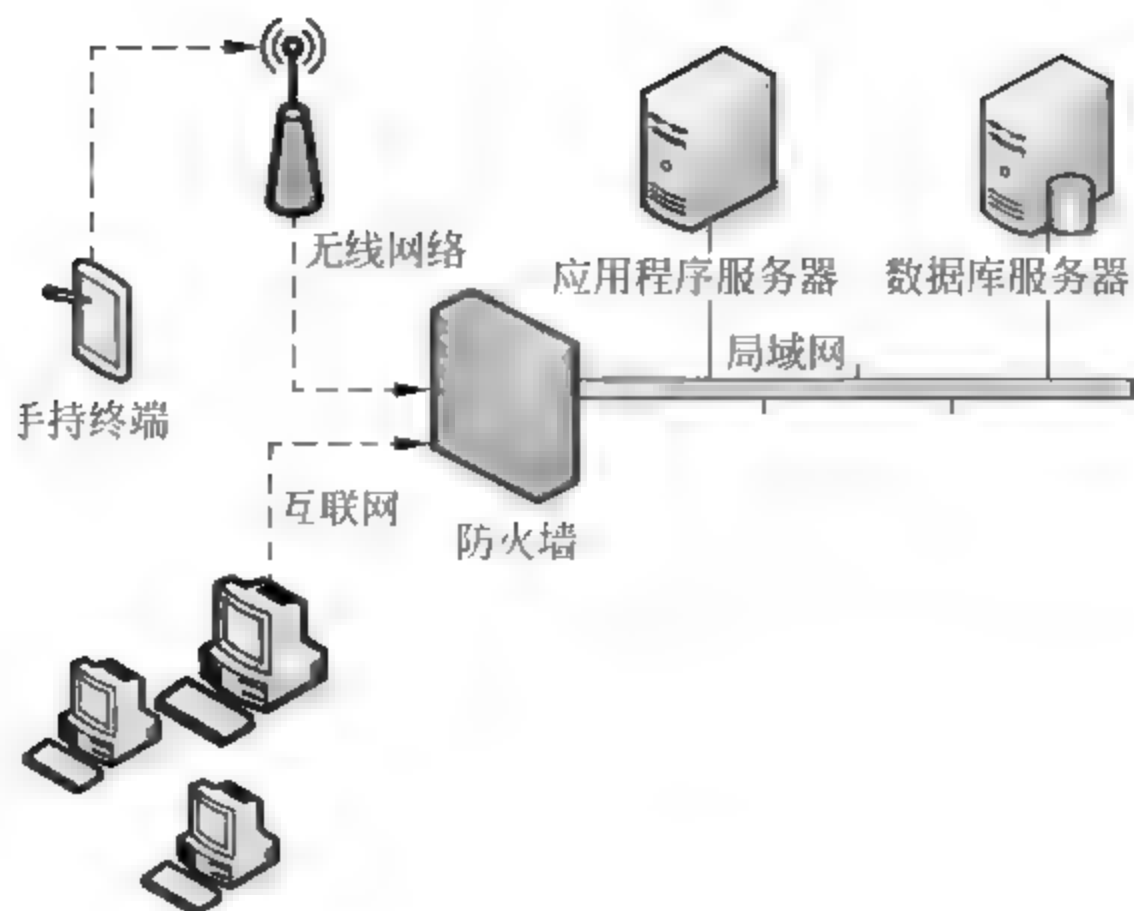 无线网络
应用程序服务器
数据库服务器
局域网
手持终端
互联网
防火墙